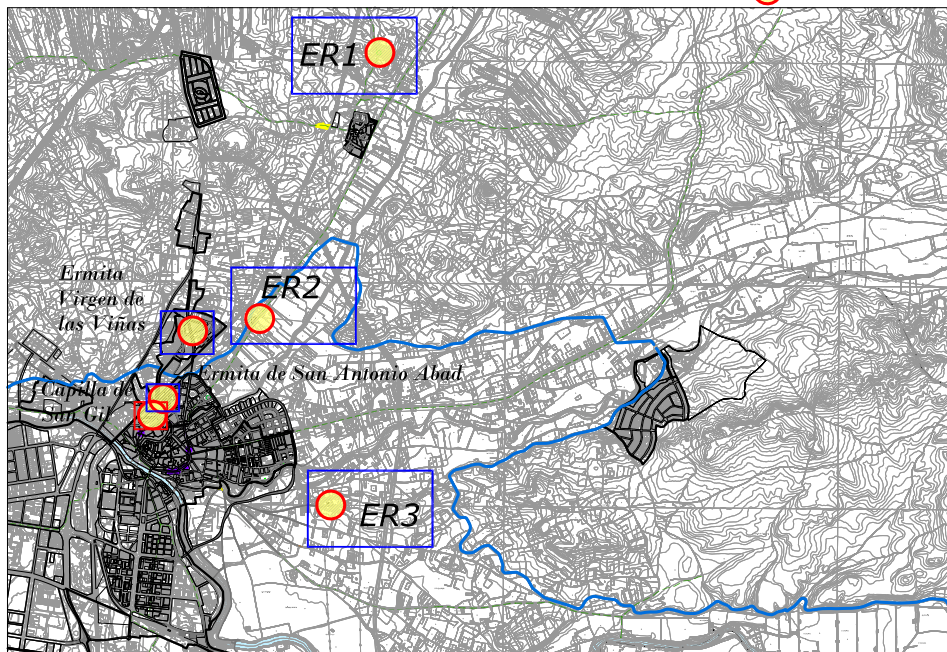 ER1
Ermita
Virgen de
las Viñas
ER2
Ermita de San Antonio Abad
Capilla de
San Gil
ER3